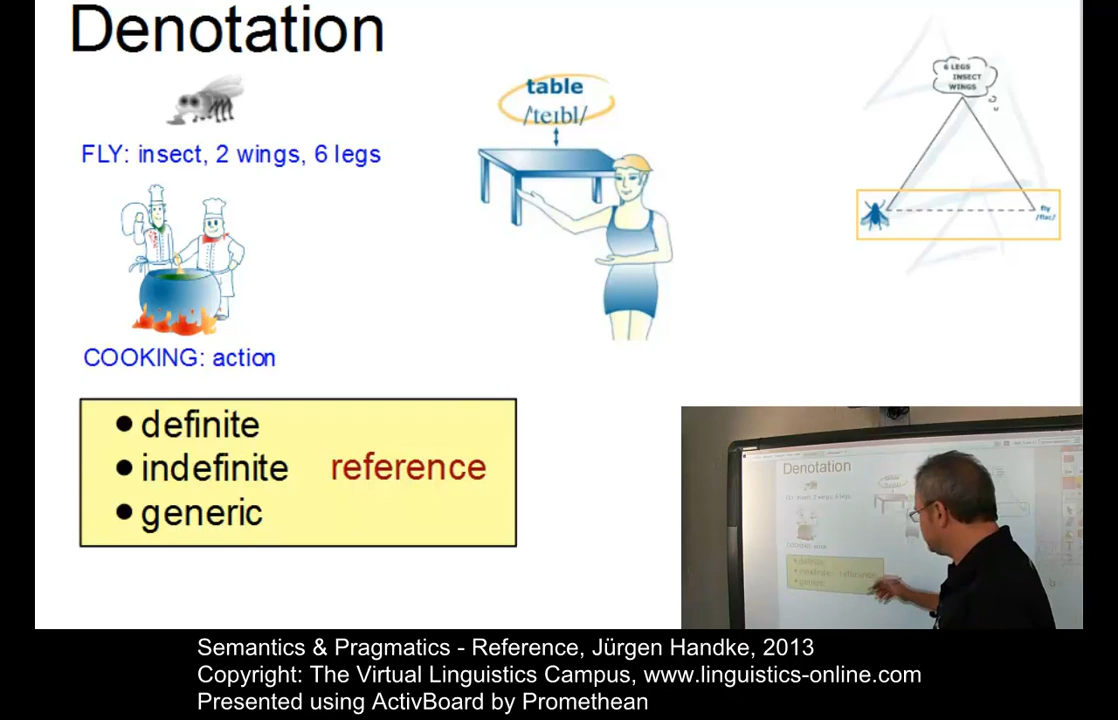 Denotation
FLY: insect, 2 wings, 6 legs
COOKING: action
table
/teɪbl/
6 LEGS
INSECT
WINGS
fly
/flaɪ/
• definite
• indefinite reference
• generic
Denotation
Semantics & Pragmatics - Reference, Jürgen Handke, 2013
Copyright: The Virtual Linguistics Campus, www.linguistics-online.com
Presented using ActivBoard by Promethean